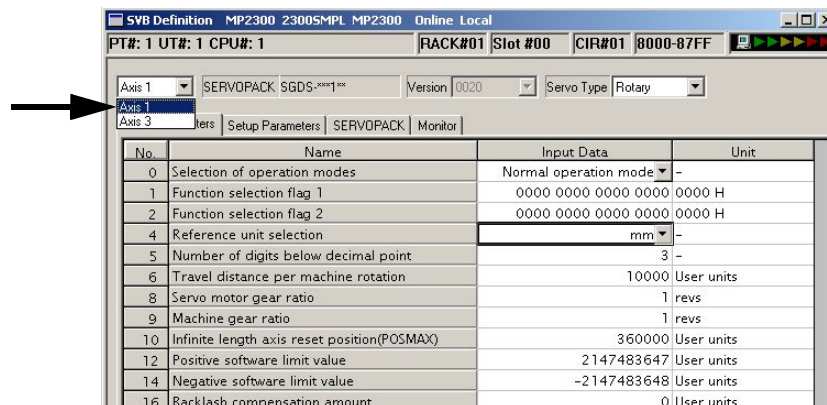 SVB Definition MP2300 2300SMPL MP2300 Online Local
PT#: 1 UT#: 1 CPU#: 1 RACK#01 Slot #00 CIR#01 8000-87FF
Axis 1 SERVOPACK SGDS-***1** Version 0020 Servo Type Rotary
Axis 1
Axis 3
ters Setup Parameters SERVOPACK Monitor
No. Name Input Data Unit
0 Selection of operation modes Normal operation mode -
1 Function selection flag 1 0000 0000 0000 0000 0000 H
2 Function selection flag 2 0000 0000 0000 0000 0000 H
4 Reference unit selection mm -
5 Number of digits below decimal point 3 -
6 Travel distance per machine rotation 10000 User units
8 Servo motor gear ratio 1 revs
9 Machine gear ratio 1 revs
10 Infinite length axis reset position(POSMAX) 360000 User units
12 Positive software limit value 2147483647 User units
14 Negative software limit value -2147483648 User units
16 Backlash compensation amount 0 User units